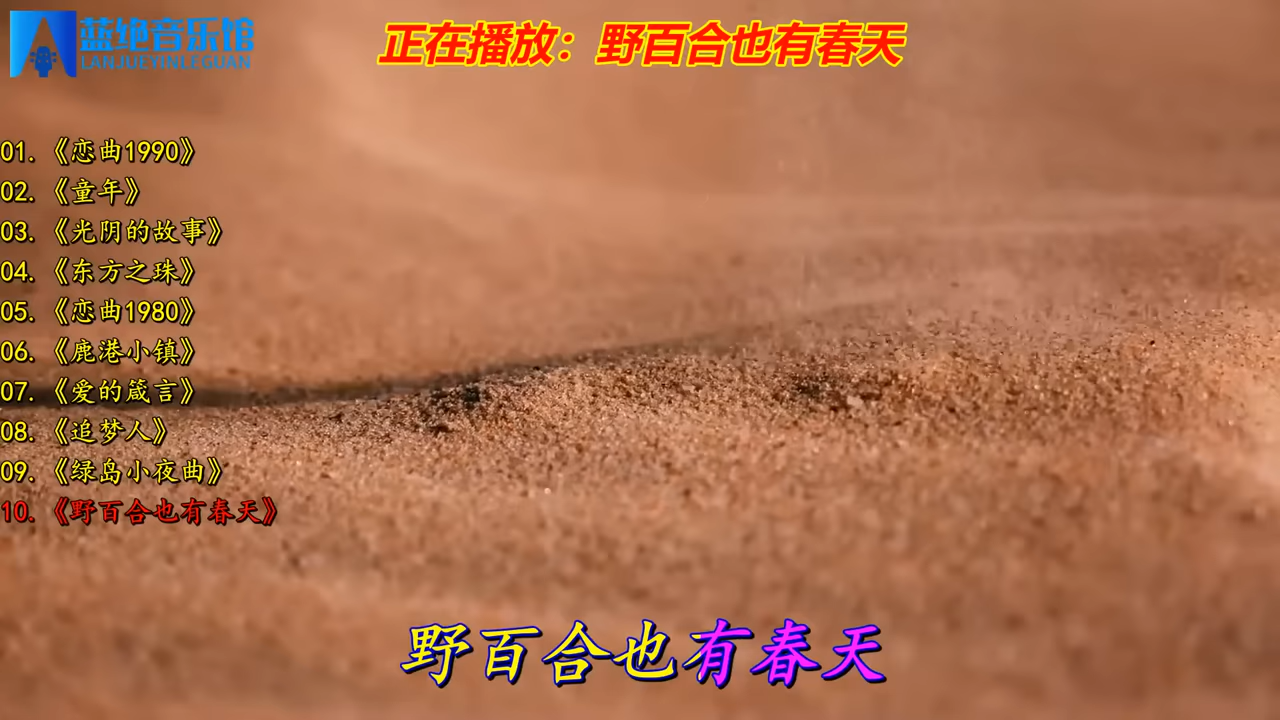 蓝绝音乐馆
LANJUEYINLEGUAN
正在播放：野百合也有春天
01.《恋曲1990》
02.《童年》
03.《光阴的故事》
04.《东方之珠》
05.《恋曲1980》
06.《鹿港小镇》
07.《爱的箴言》
08.《追梦人》
09.《绿岛小夜曲》
10.《野百合也有春天》
野百合也有春天